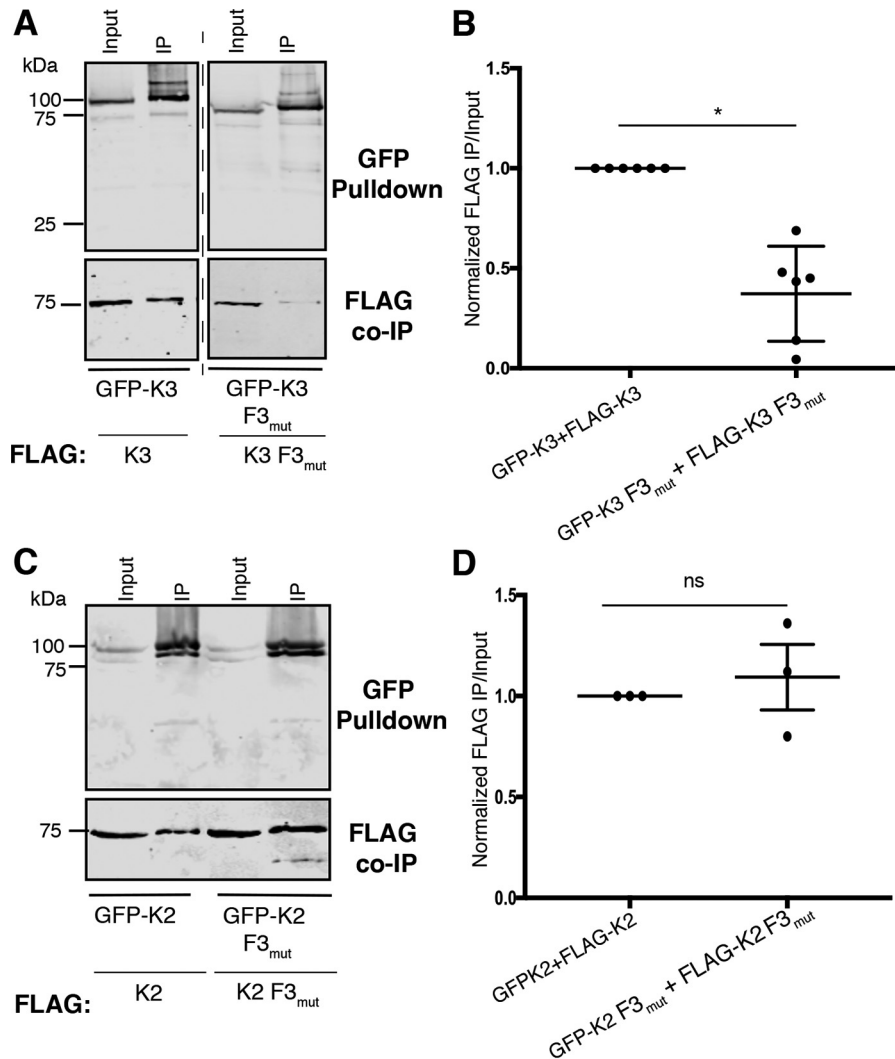 A
Input
IP
Input
IP
kDa
100
75
25
75
GFP
Pulldown
FLAG
co-IP
GFP-K3
GFP-K3
F3mut
FLAG:
K3
K3 F3mut
B
Normalized FLAG IP/Input
1.5
1.0
0.5
0.0
*
GFP-K3+FLAG-K3
GFP-K3 F3mut + FLAG-K3 F3mut
C
Input
IP
Input
IP
kDa
100
75
75
GFP
Pulldown
FLAG
co-IP
GFP-K2
GFP-K2
F3mut
FLAG:
K2
K2 F3mut
D
Normalized FLAG IP/Input
1.5
1.0
0.5
0.0
ns
GFPK2+FLAG-K2
GFP-K2 F3mut + FLAG-K2 F3mut